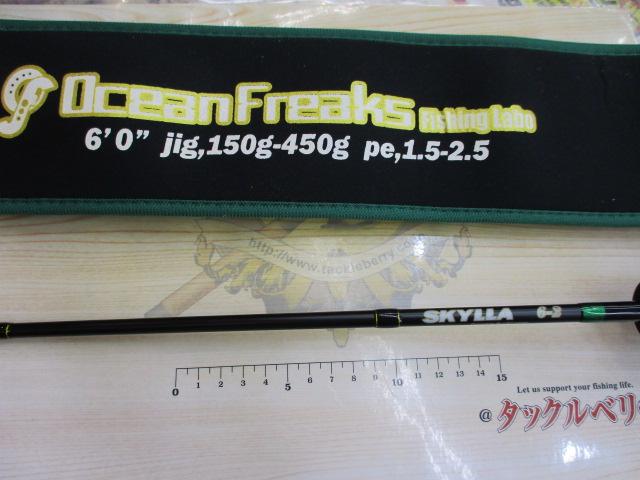 OceanFreaks Fishing Labo
6'0" jig,150g-450g pe,1.5-2.5
http://www.tackleberry.co.jp
SKYLLA 6-3
0 1 2 3 4 5 6 7 8 9 10 11 12 13 14 15
Let us support your fishing life.
@タックルベリ